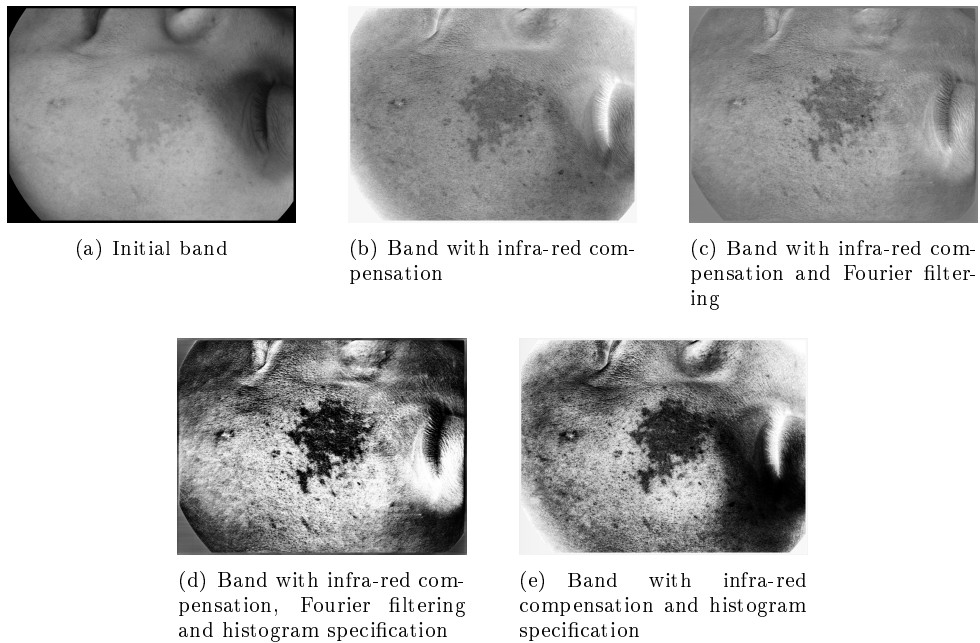 (a) Initial band
(b) Band with infra-red com-
pensation
(c) Band with infra-red com-
pensation and Fourier filter-
ing
(d) Band with infra-red com-
pensation, Fourier filtering
and histogram specification
(e) Band with infra-red
compensation and histogram
specification